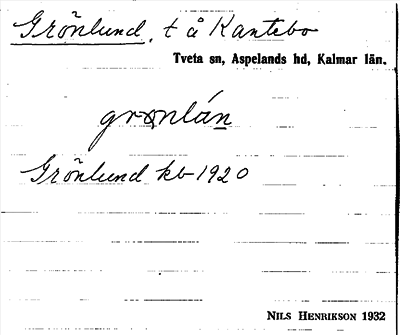 Grönlund, t å Kantebo
Tveta sn, Aspelands hd, Kalmar län.
grønlán
Grönlund kb 1920
NILS HENRIKSON 1932